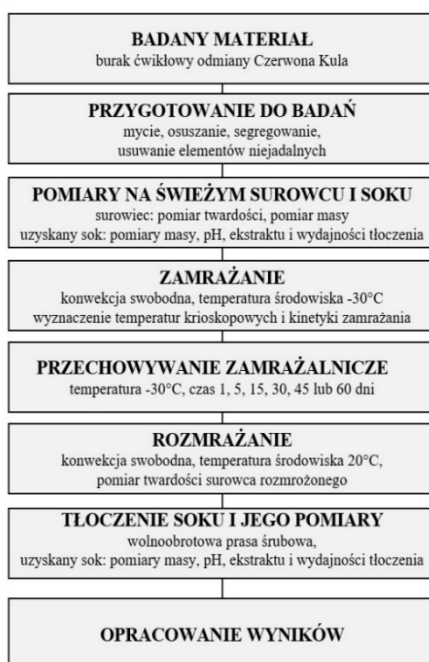 BADANY MATERIAŁ
burak ćwikłowy odmiany Czerwona Kula
PRZYGOTOWANIE DO BADAŃ
mycie, osuszanie, segregowanie,
usuwanie elementów niejadalnych
POMIARY NA ŚWIEŻYM SUROWCU I SOKU
surowiec: pomiar twardości, pomiar masy
uzyskany sok: pomiary masy, pH, ekstraktu i wydajności tłoczenia
ZAMRAŻANIE
konwekcja swobodna, temperatura środowiska -30°C
wyznaczenie temperatur krioskopowych i kinetyki zamrażania
PRZECHOWYWANIE ZAMRAŻALNICZE
temperatura -30°C, czas 1, 5, 15, 30, 45 lub 60 dni
ROZMRAŻANIE
konwekcja swobodna, temperatura środowiska 20°C,
pomiar twardości surowca rozmrożonego
TŁOCZENIE SOKU I JEGO POMIARY
wolnoobrotowa prasa śrubowa,
uzyskany sok: pomiary masy, pH, ekstraktu i wydajności tłoczenia
OPRACOWANIE WYNIKÓW